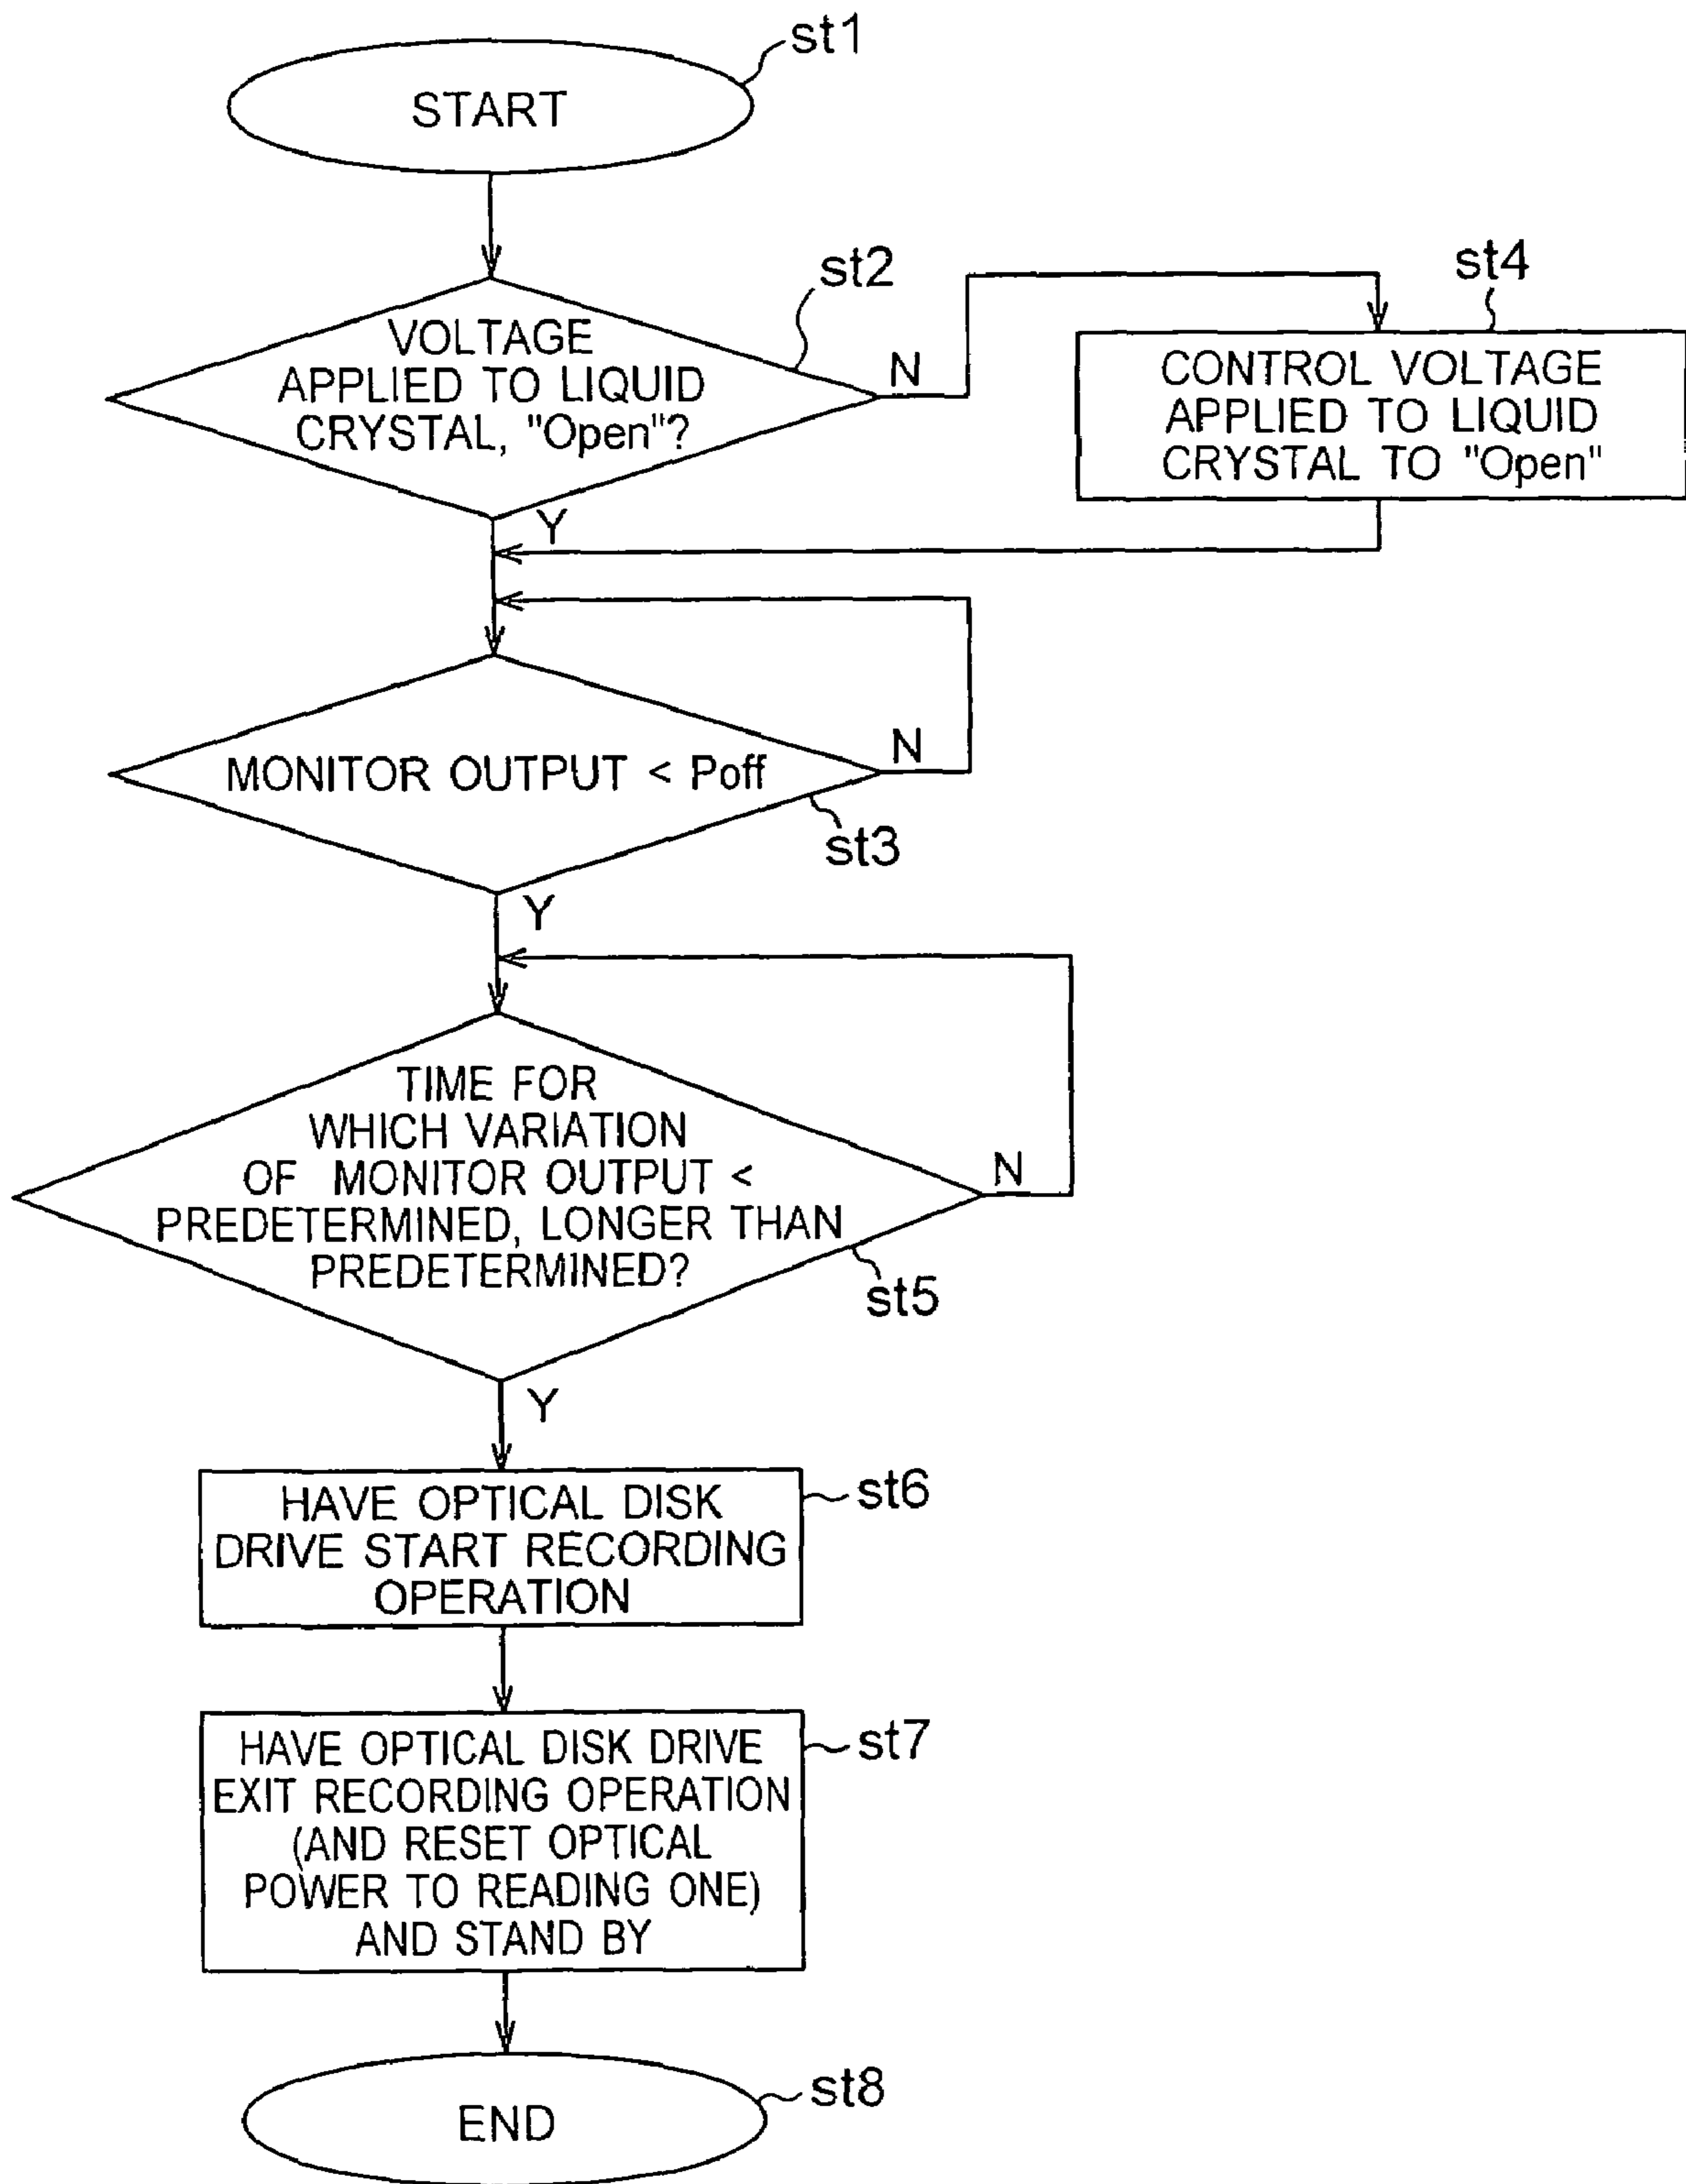 st1
START
st2
VOLTAGE
APPLIED TO LIQUID
CRYSTAL, "Open"?
N
st4
CONTROL VOLTAGE
APPLIED TO LIQUID
CRYSTAL TO "Open"
Y
MONITOR OUTPUT < Poff
N
st3
Y
TIME FOR
WHICH VARIATION
OF MONITOR OUTPUT <
PREDETERMINED, LONGER THAN
PREDETERMINED?
N
st5
Y
HAVE OPTICAL DISK
DRIVE START RECORDING
OPERATION
st6
HAVE OPTICAL DISK DRIVE
EXIT RECORDING OPERATION
(AND RESET OPTICAL
POWER TO READING ONE)
AND STAND BY
st7
END
st8